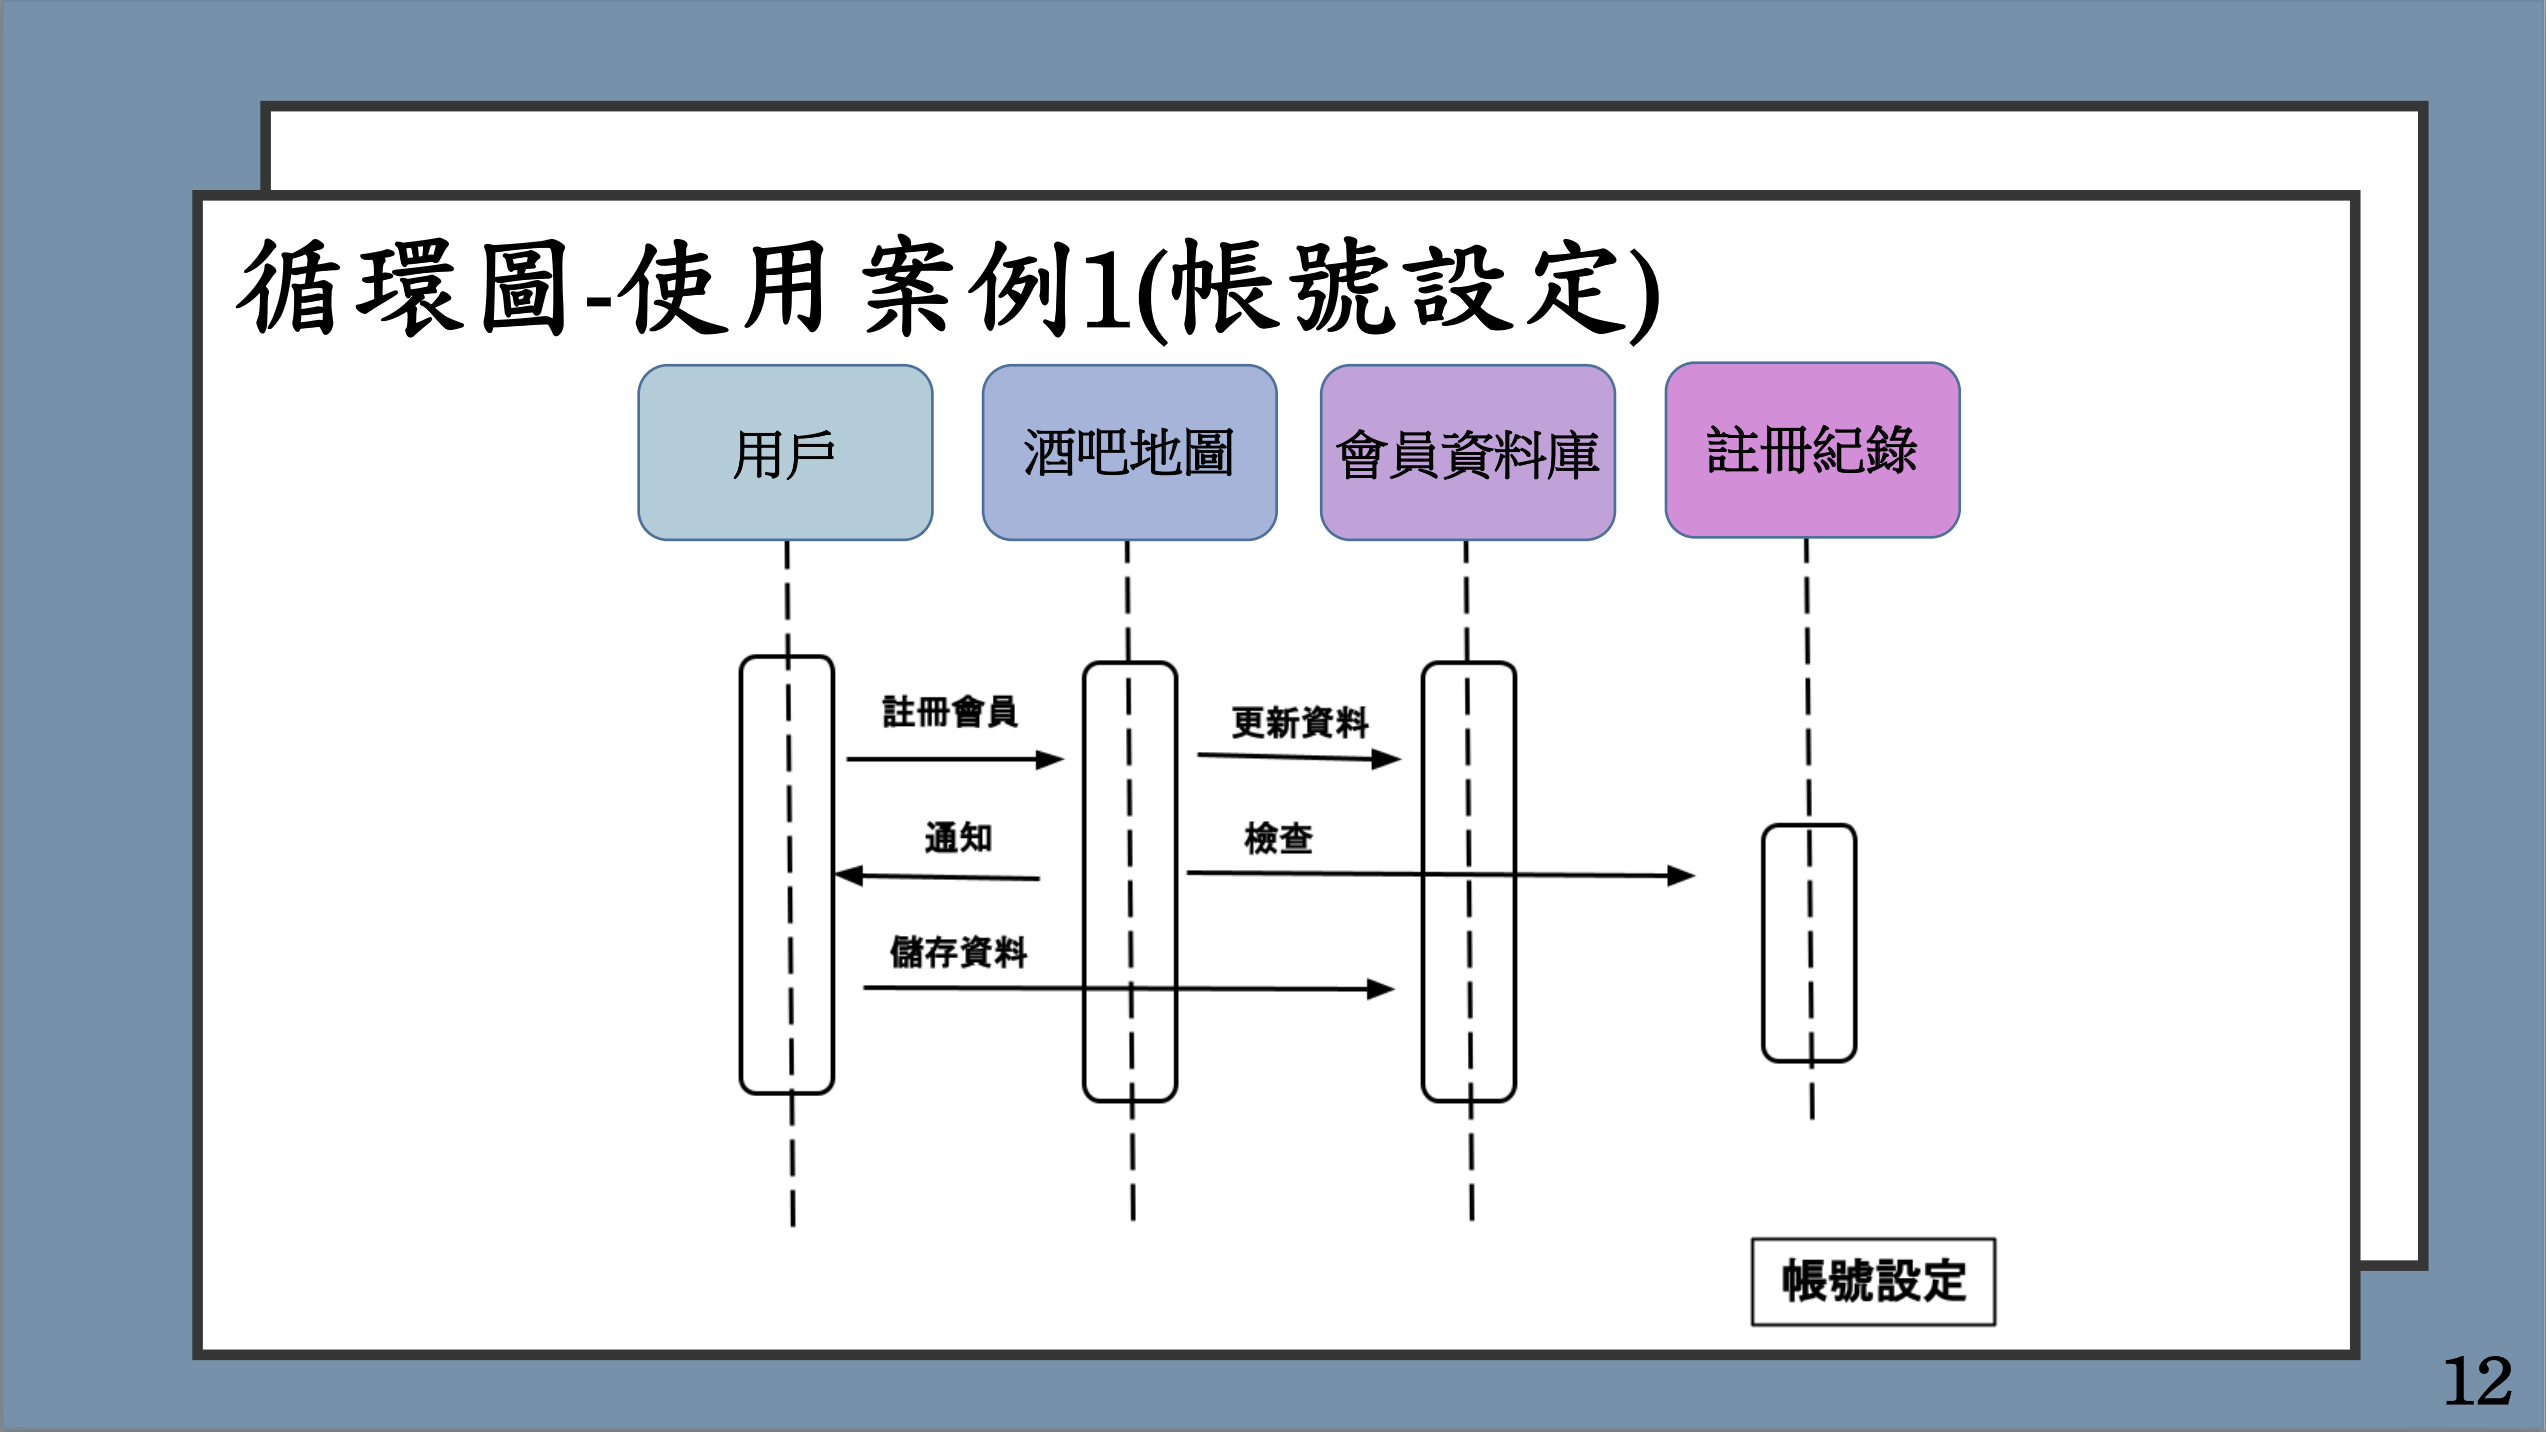 循環圖-使用案例1(帳號設定)
用戶
酒吧地圖
會員資料庫
註冊紀錄
註冊會員
更新資料
通知
檢查
儲存資料
帳號設定
12